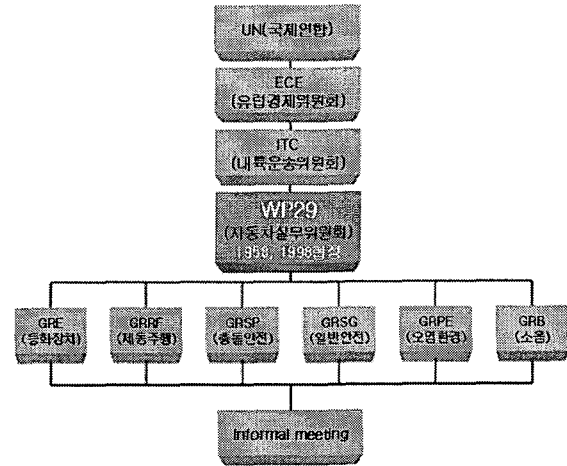 UN(국제연합)
ECE
(유럽경제위원회)
ITC
(내륙운송위원회)
WP29
(자동차실무위원회)
1958, 1998협정
GRE
(등화장치)
GRRF
(제동주행)
GRSP
(충돌안전)
GRSG
(일반안전)
GRPE
(오염환경)
GRB
(소음)
Informal meeting